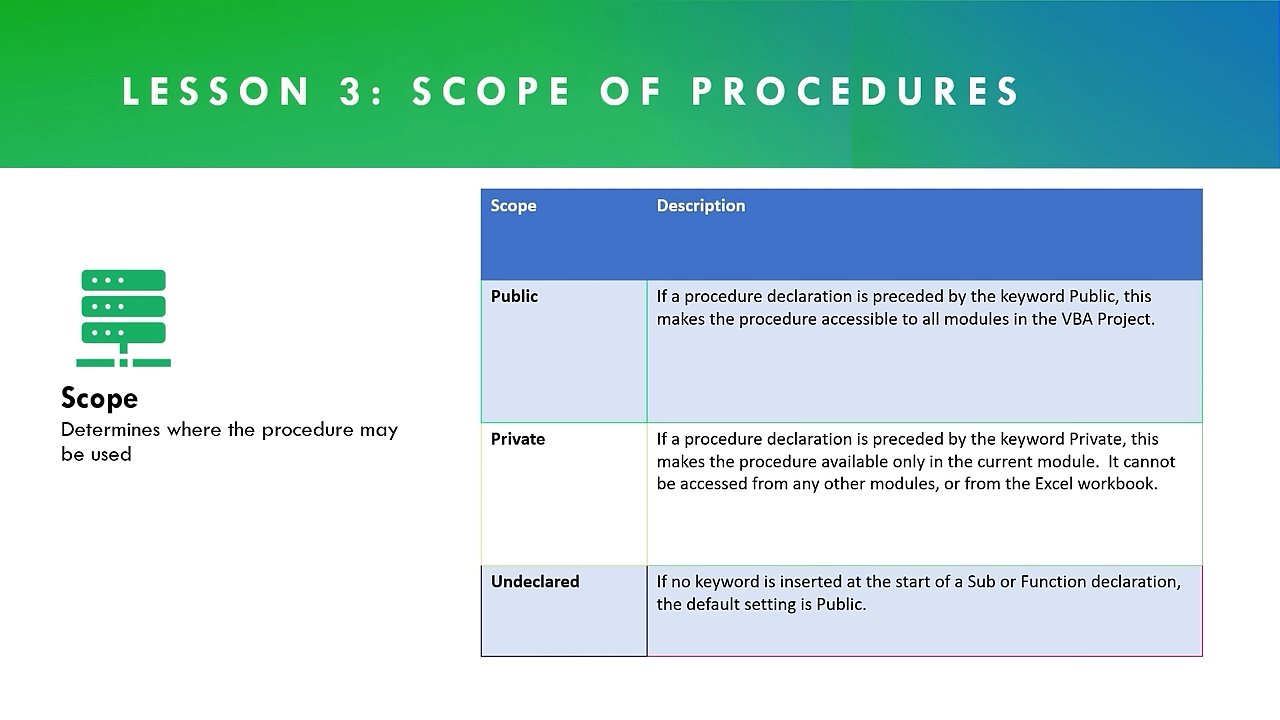 LESSON 3: SCOPE OF PROCEDURES
Scope
Determines where the procedure may
be used
Scope Description
Public If a procedure declaration is preceded by the keyword Public, this
makes the procedure accessible to all modules in the VBA Project.
Private If a procedure declaration is preceded by the keyword Private, this
makes the procedure available only in the current module.  It cannot
be accessed from any other modules, or from the Excel workbook.
Undeclared If no keyword is inserted at the start of a Sub or Function declaration,
the default setting is Public.